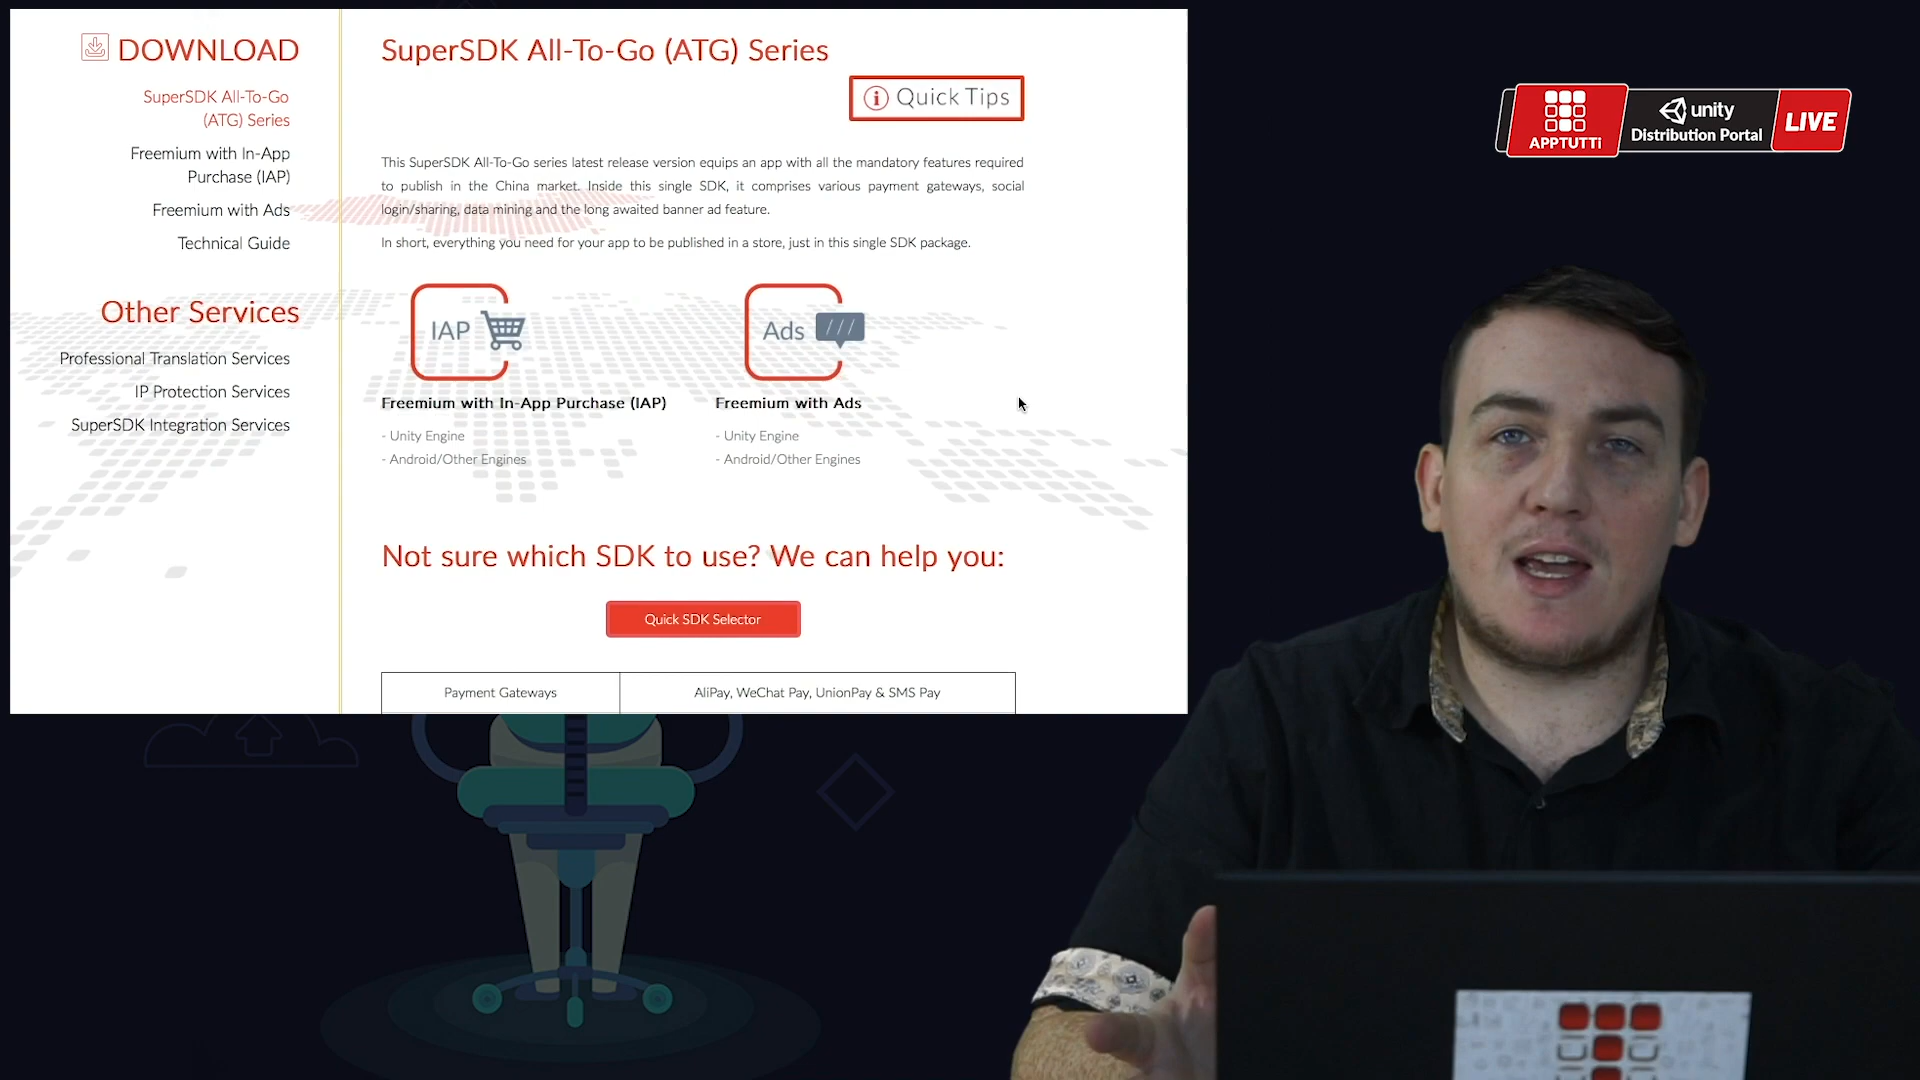 DOWNLOAD
SuperSDK All-To-Go
(ATG) Series
Freemium with In-App
Purchase (IAP)
Freemium with Ads
Technical Guide
Other Services
Professional Translation Services
IP Protection Services
SuperSDK Integration Services
SuperSDK All-To-Go (ATG) Series
Quick Tips
This SuperSDK All-To-Go series latest release version equips an app with all the mandatory features required
to publish in the China market. Inside this single SDK, it comprises various payment gateways, social
login/sharing, data mining and the long awaited banner ad feature.
In short, everything you need for your app to be published in a store, just in this single SDK package.
IAP
Ads
Freemium with In-App Purchase (IAP)
- Unity Engine
- Android/Other Engines
Freemium with Ads
- Unity Engine
- Android/Other Engines
Not sure which SDK to use? We can help you:
Quick SDK Selector
Payment Gateways
AliPay, WeChat Pay, UnionPay & SMS Pay
APPTUTTi
unity
Distribution Portal
LIVE